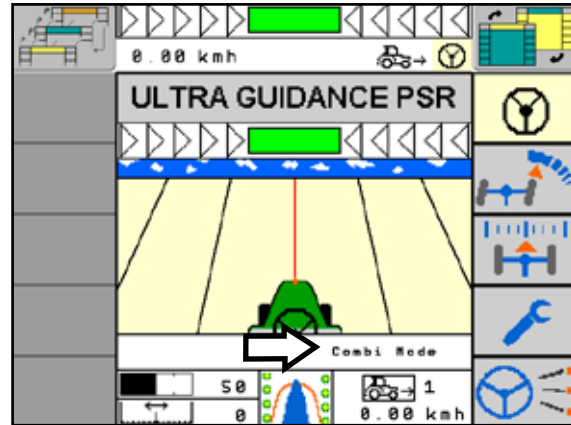 0.00 kmh
ULTRA GUIDANCE PSR
Combi Mode
50
1
0
0.00 kmh